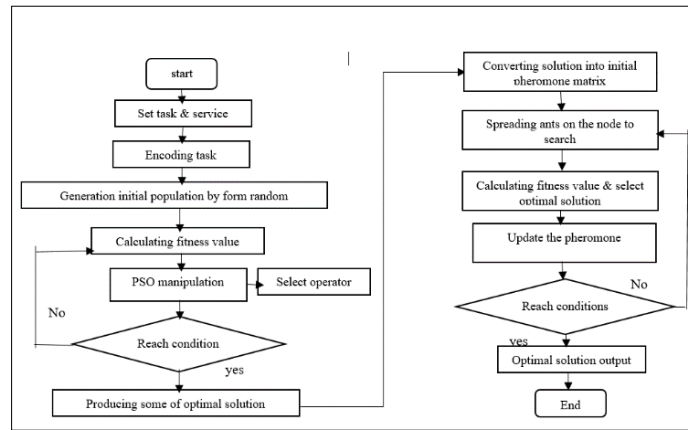 start
Set task & service
Encoding task
Generation initial population by form random
Calculating fitness value
PSO manipulation
Select operator
No
Reach condition
yes
Producing some of optimal solution
Converting solution into initial
pheromone matrix
Spreading ants on the node to
search
Calculating fitness value & select
optimal solution
Update the pheromone
No
Reach conditions
yes
Optimal solution output
End